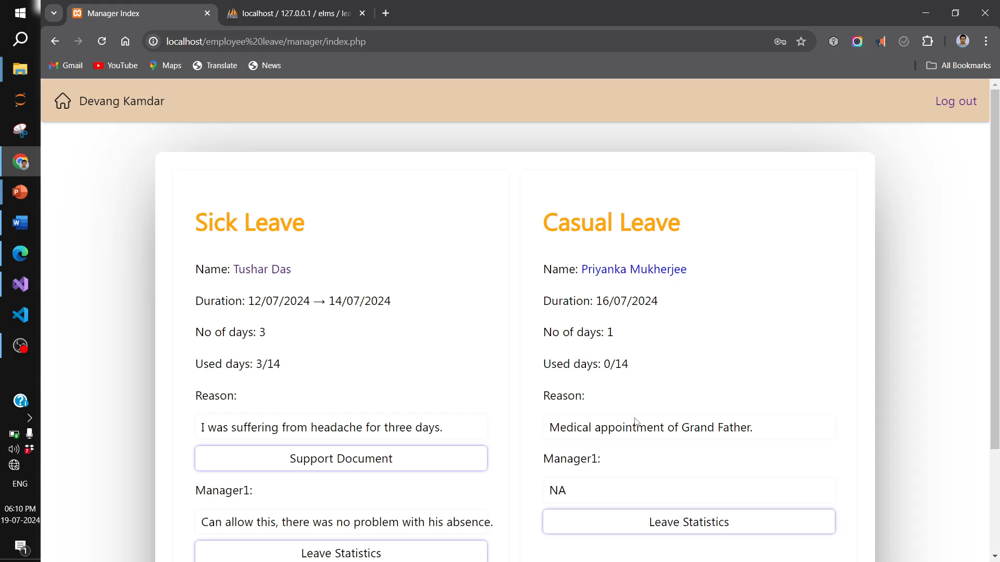 Manager Index
localhost / 127.0.0.1 / elms / lea
localhost/employee%20leave/manager/index.php
Gmail
YouTube
Maps
Translate
News
All Bookmarks
Devang Kamdar
Log out
Sick Leave
Name: Tushar Das
Duration: 12/07/2024 → 14/07/2024
No of days: 3
Used days: 3/14
Reason:
I was suffering from headache for three days.
Support Document
Manager1:
Can allow this, there was no problem with his absence.
Leave Statistics
Casual Leave
Name: Priyanka Mukherjee
Duration: 16/07/2024
No of days: 1
Used days: 0/14
Reason:
Medical appointment of Grand Father.
Manager1:
NA
Leave Statistics
ENG
06:10 PM
19-07-2024
1